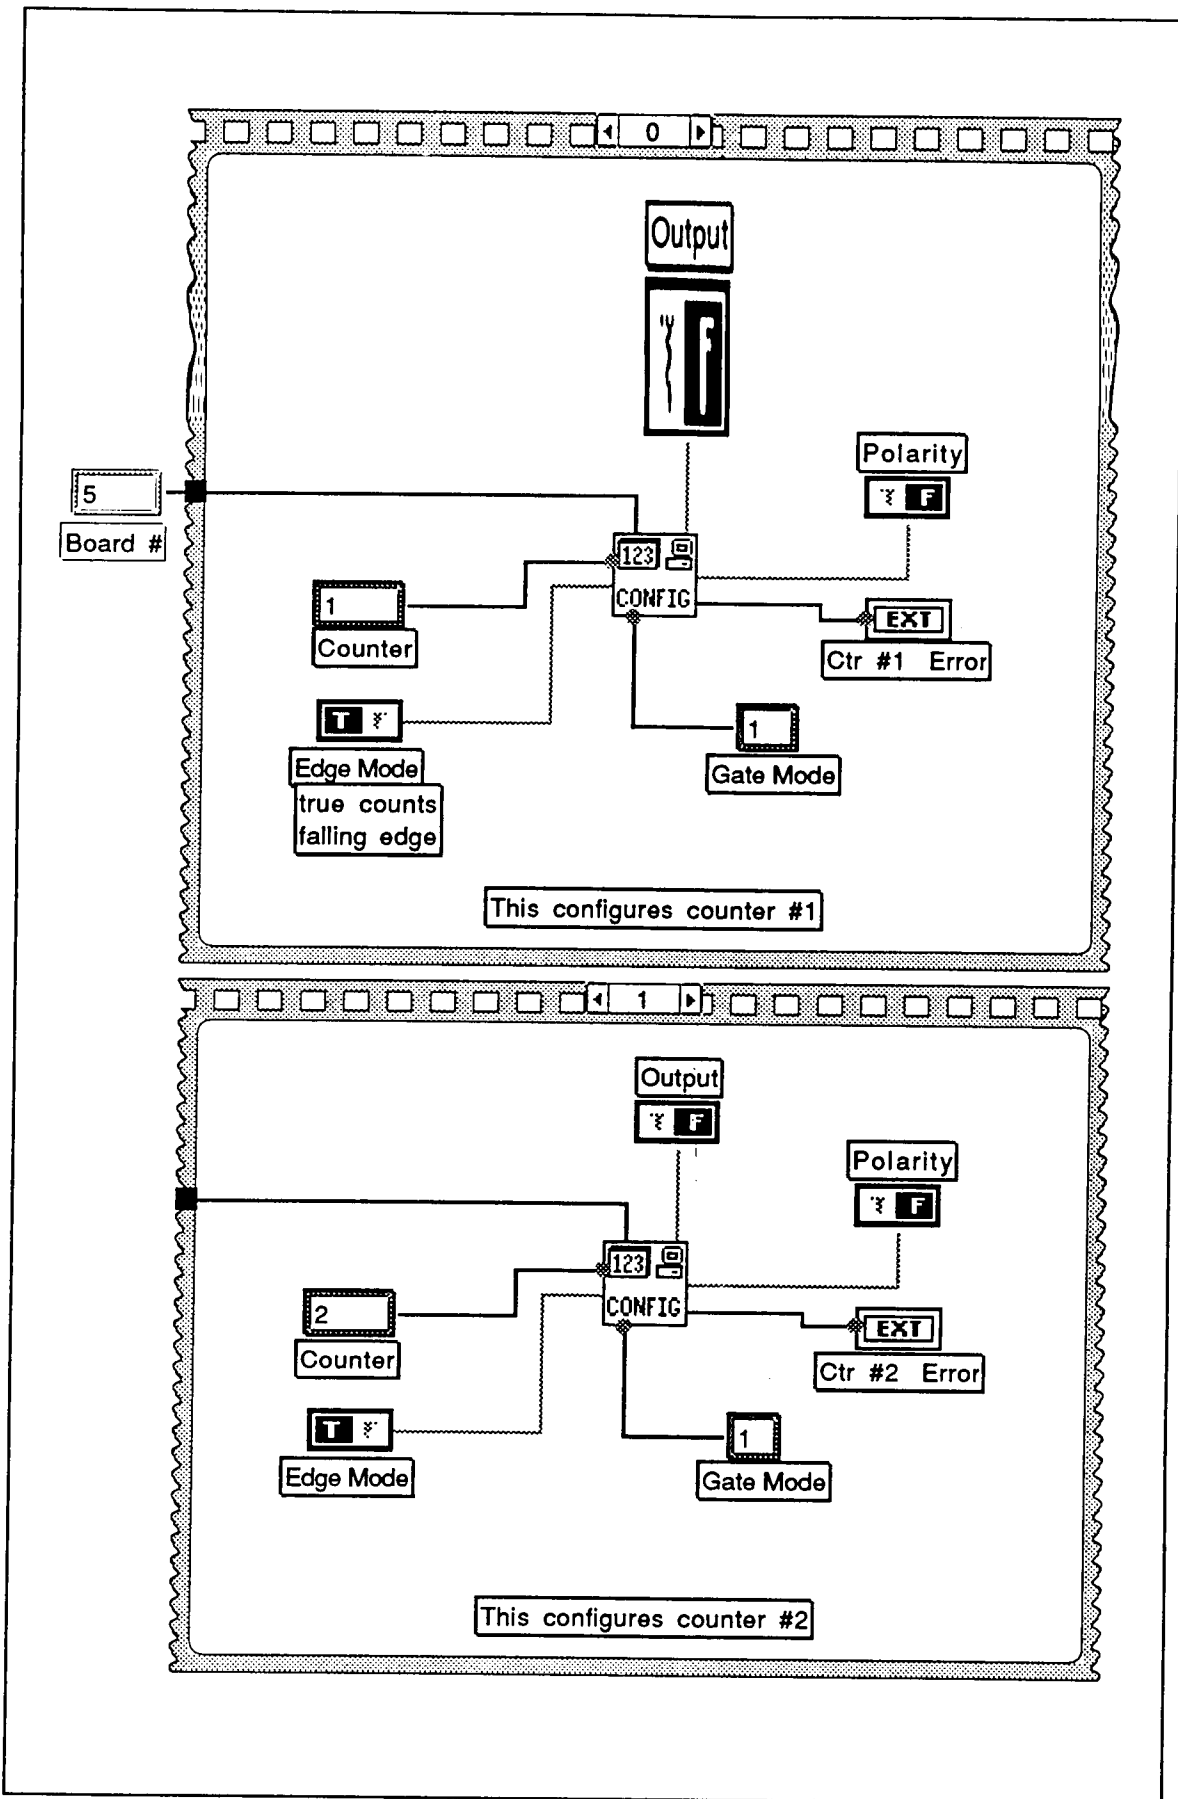 0
Output
F
Polarity
F
5
Board #
123
CONFIG
1
Counter
EXT
Ctr #1 Error
T
1
Edge Mode
Gate Mode
true counts
falling edge
This configures counter #1
1
Output
F
Polarity
F
123
CONFIG
2
Counter
EXT
Ctr #2 Error
T
1
Edge Mode
Gate Mode
This configures counter #2